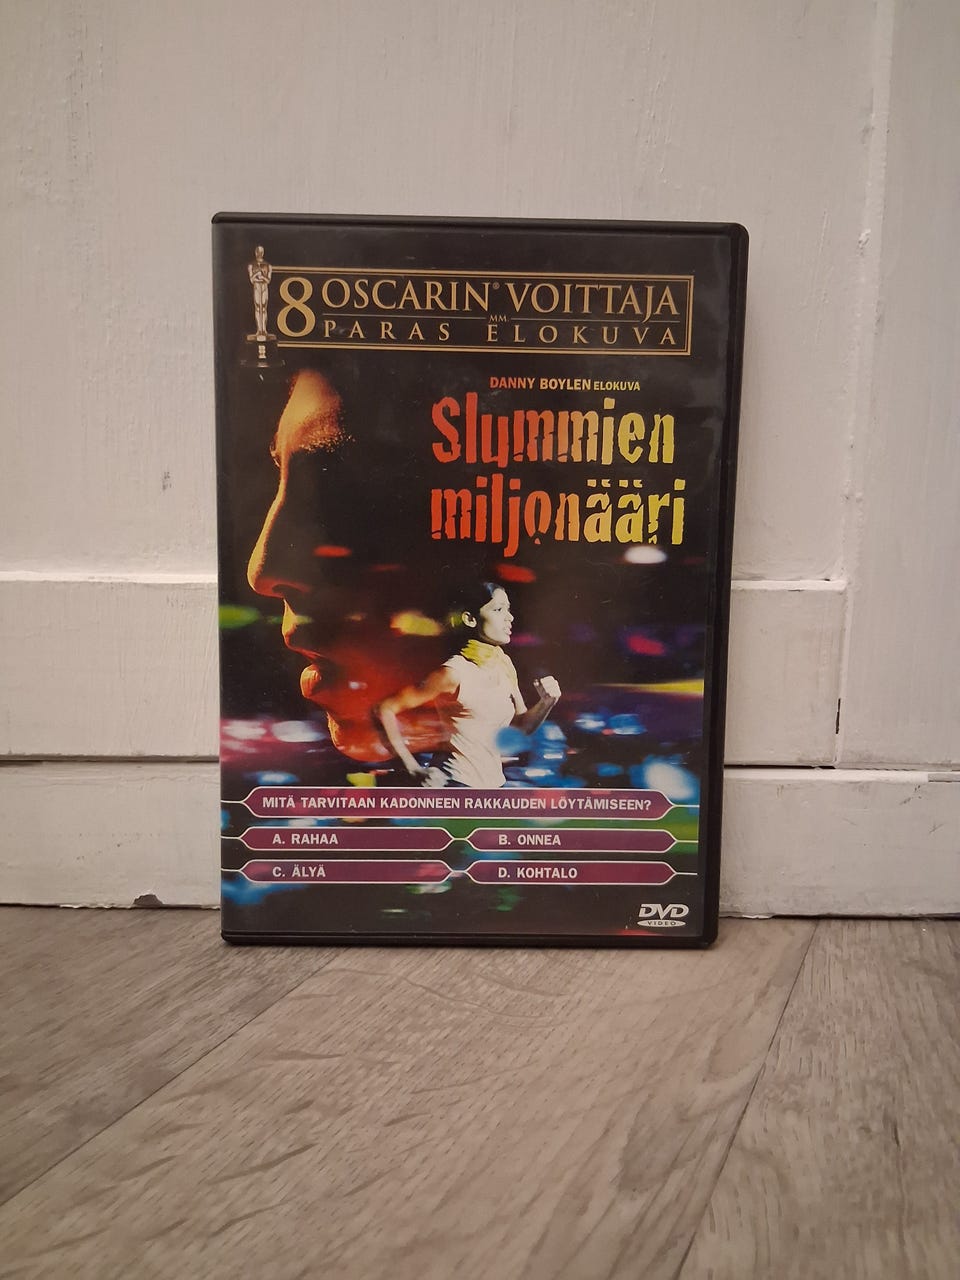 8 OSCARIN® VOITTAJA
MM.
PARAS ELOKUVA
DANNY BOYLEN ELOKUVA
Slummien
miljonääri
MITÄ TARVITAAN KADONNEEN RAKKAUDEN LÖYTÄMISEEN?
A. RAHAA
B. ONNEA
C. ÄLYÄ
D. KOHTALO
DVD
VIDEO